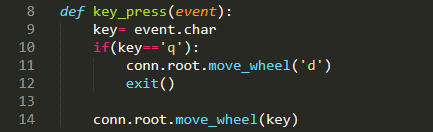 8 def key_press(event):
9 key= event.char
10 if(key=='q'):
11 conn.root.move_wheel('d')
12 exit()
13
14 conn.root.move_wheel(key)